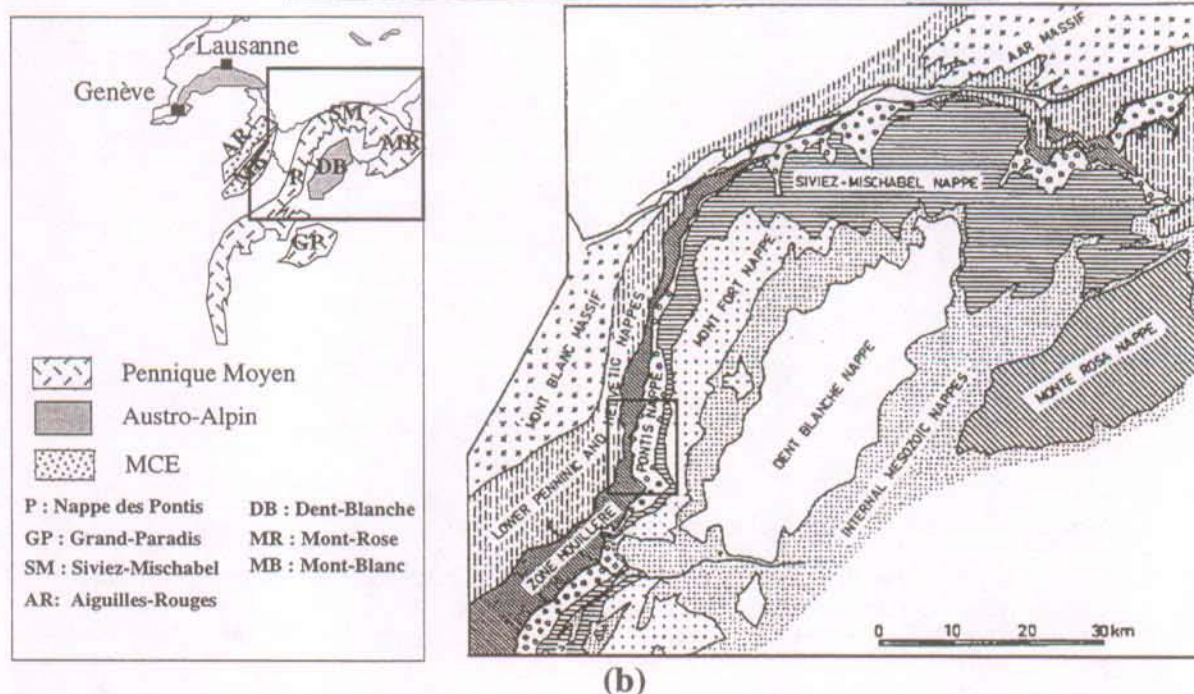 Lausanne
Genève
AR
MB
SM
MR
P
DB
GP
Pennique Moyen
Austro-Alpin
MCE
P : Nappe des Pontis
GP : Grand-Paradis
SM : Siviez-Mischabel
AR: Aiguilles-Rouges
DB : Dent-Blanche
MR : Mont-Rose
MB : Mont-Blanc
AAR MASSIF
SIVIEZ-MISCHABEL NAPPE
MONT BLANC MASSIF
LOWER PENNINIC AND HELVETIC NAPPES
PONTIS NAPPE
MONT FORT NAPPE
DENT BLANCHE NAPPE
INTERNAL MESOZOIC NAPPES
MONTE ROSA NAPPE
ZONE HOUILLERE
0 10 20 30 km
(b)